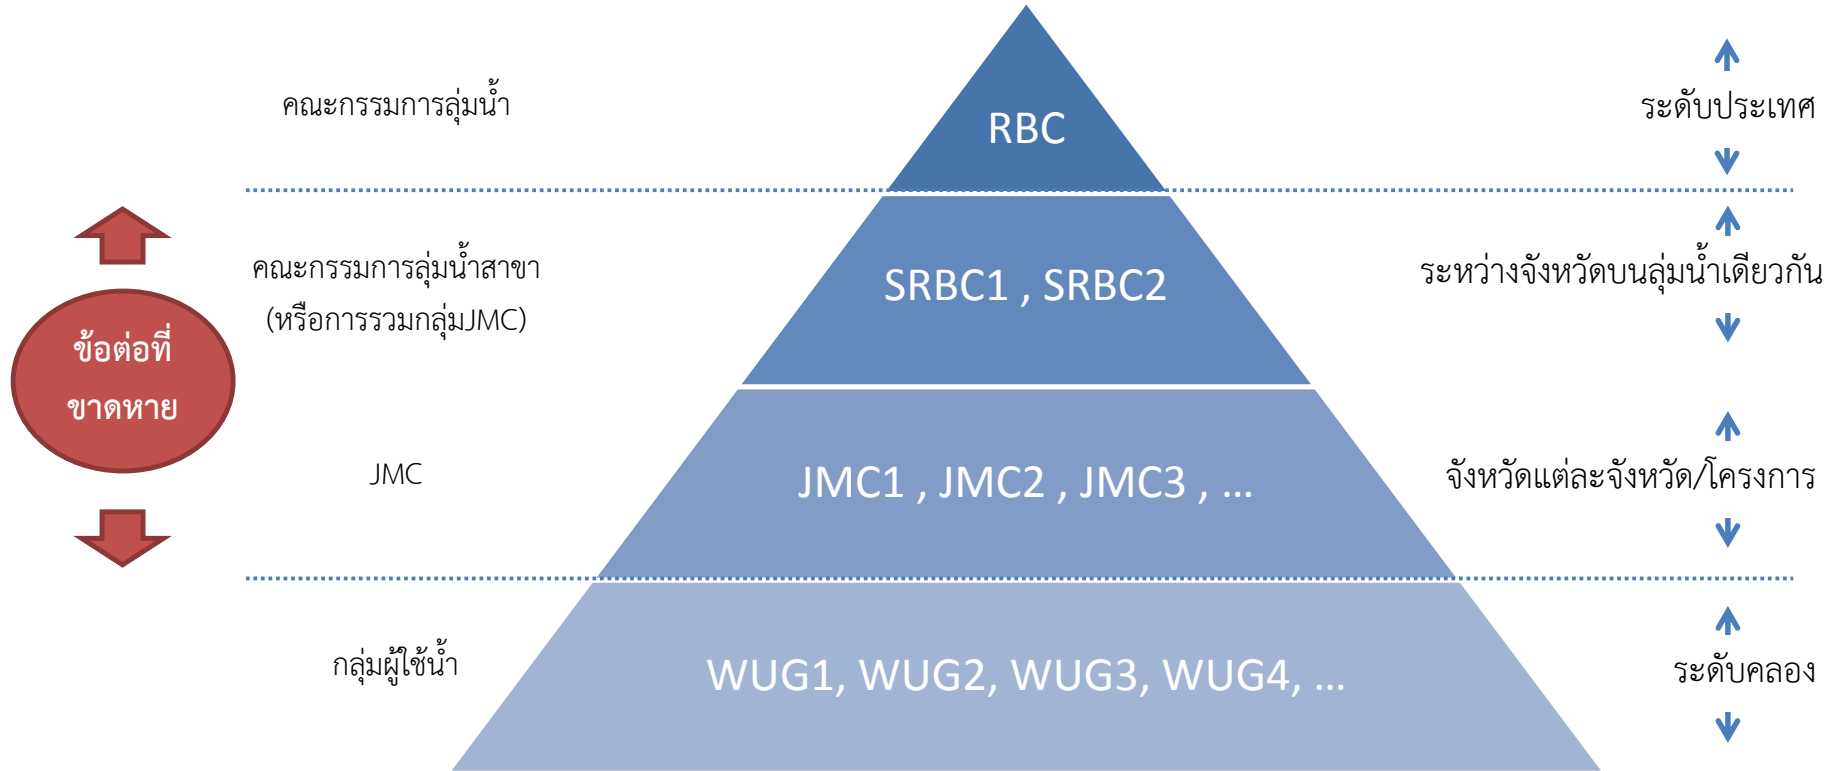 คณะกรรมการลุ่มน้ำ
RBC
ระดับประเทศ
คณะกรรมการลุ่มน้ำสาขา
(หรือการรวมกลุ่มJMC)
SRBC1 , SRBC2
ระหว่างจังหวัดบนลุ่มน้ำเดียวกัน
ข้อต่อที่
ขาดหาย
JMC
JMC1 , JMC2 , JMC3 , ...
จังหวัดแต่ละจังหวัด/โครงการ
กลุ่มผู้ใช้น้ำ
WUG1, WUG2, WUG3, WUG4, ...
ระดับคลอง